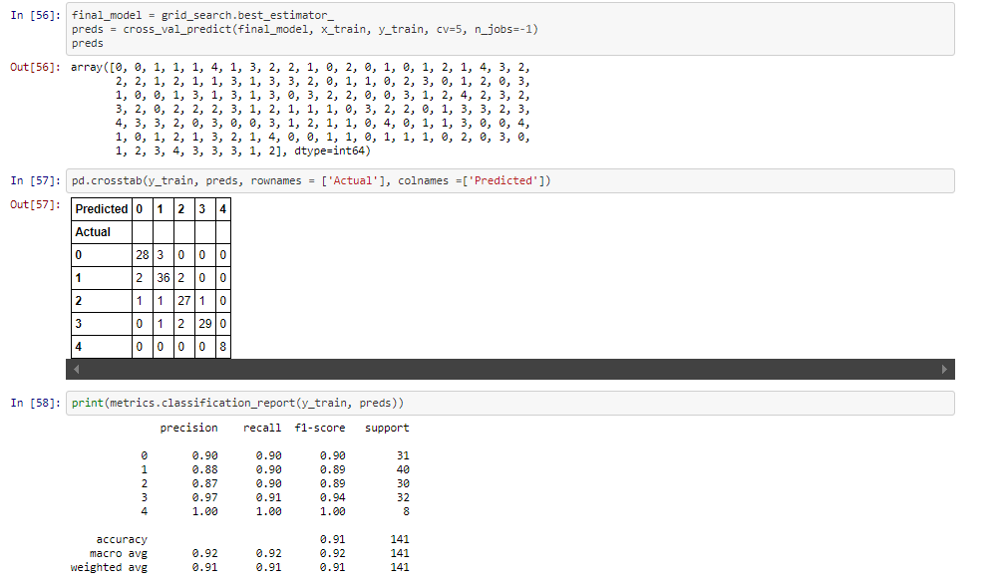 In [56]: final_model = grid_search.best_estimator_
preds = cross_val_predict(final_model, x_train, y_train, cv=5, n_jobs=-1)
preds
Out[56]: array([0, 0, 1, 1, 1, 4, 1, 3, 2, 2, 1, 0, 2, 0, 1, 0, 1, 2, 1, 4, 3, 2,
2, 2, 1, 2, 1, 1, 3, 1, 3, 3, 2, 0, 1, 1, 0, 2, 3, 0, 1, 2, 0, 3,
1, 0, 0, 1, 3, 1, 3, 1, 3, 0, 3, 2, 2, 0, 0, 3, 1, 2, 4, 2, 3, 2,
3, 2, 0, 2, 2, 2, 3, 1, 2, 1, 1, 1, 0, 3, 2, 2, 0, 1, 3, 3, 2, 3,
4, 3, 3, 2, 0, 3, 0, 0, 3, 1, 2, 1, 1, 0, 4, 0, 1, 1, 3, 0, 0, 4,
1, 0, 1, 2, 1, 3, 2, 1, 4, 0, 0, 1, 1, 0, 1, 1, 1, 0, 2, 0, 3, 0,
1, 2, 3, 4, 3, 3, 3, 1, 2], dtype=int64)
In [57]: pd.crosstab(y_train, preds, rownames = ['Actual'], colnames =['Predicted'])
Out[57]:
Predicted 0 1 2 3 4
Actual
0 28 3 0 0 0
1 2 36 2 0 0
2 1 1 27 1 0
3 0 1 2 29 0
4 0 0 0 0 8
In [58]: print(metrics.classification_report(y_train, preds))
precision recall f1-score support
0 0.90 0.90 0.90 31
1 0.88 0.90 0.89 40
2 0.87 0.90 0.89 30
3 0.97 0.91 0.94 32
4 1.00 1.00 1.00 8
accuracy 0.91 141
macro avg 0.92 0.92 0.92 141
weighted avg 0.91 0.91 0.91 141